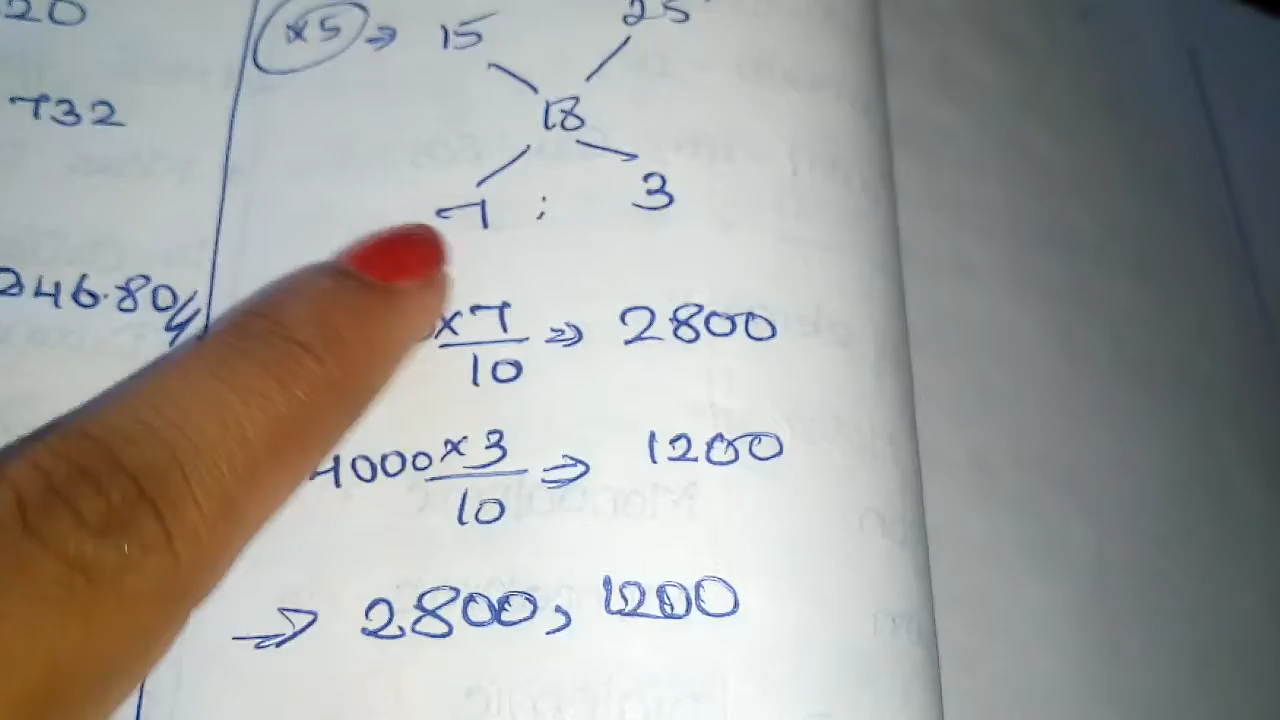 20
732
246.80
×5 ⇒ 15 25
18
7 : 3
×7/10 ⇒ 2800
4000×3/10 ⇒ 1200
⇒ 2800, 1200